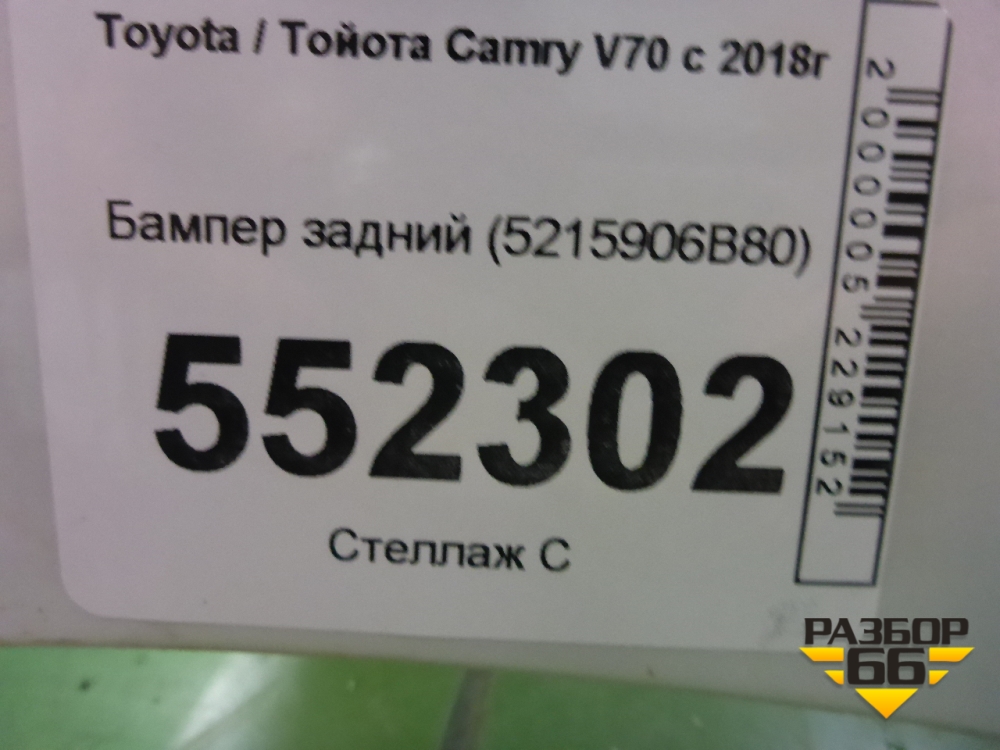 Toyota / Тойота Camry V70 с 2018г
Бампер задний (5215906B80)
552302
Стеллаж С
2000005229152
РАЗБОР
66